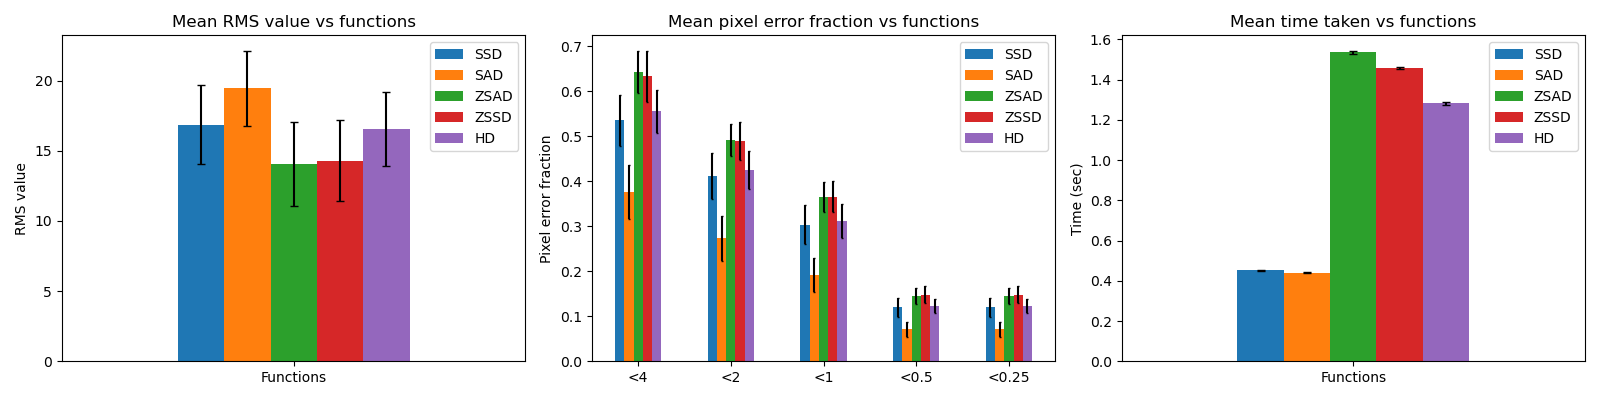 Mean RMS value vs functions
RMS value
20
15
10
5
0
Functions
SSD
SAD
ZSAD
ZSSD
HD
Mean pixel error fraction vs functions
Pixel error fraction
0.7
0.6
0.5
0.4
0.3
0.2
0.1
0.0
<4
<2
<1
<0.5
<0.25
SSD
SAD
ZSAD
ZSSD
HD
Mean time taken vs functions
Time (sec)
1.6
1.4
1.2
1.0
0.8
0.6
0.4
0.2
0.0
Functions
SSD
SAD
ZSAD
ZSSD
HD